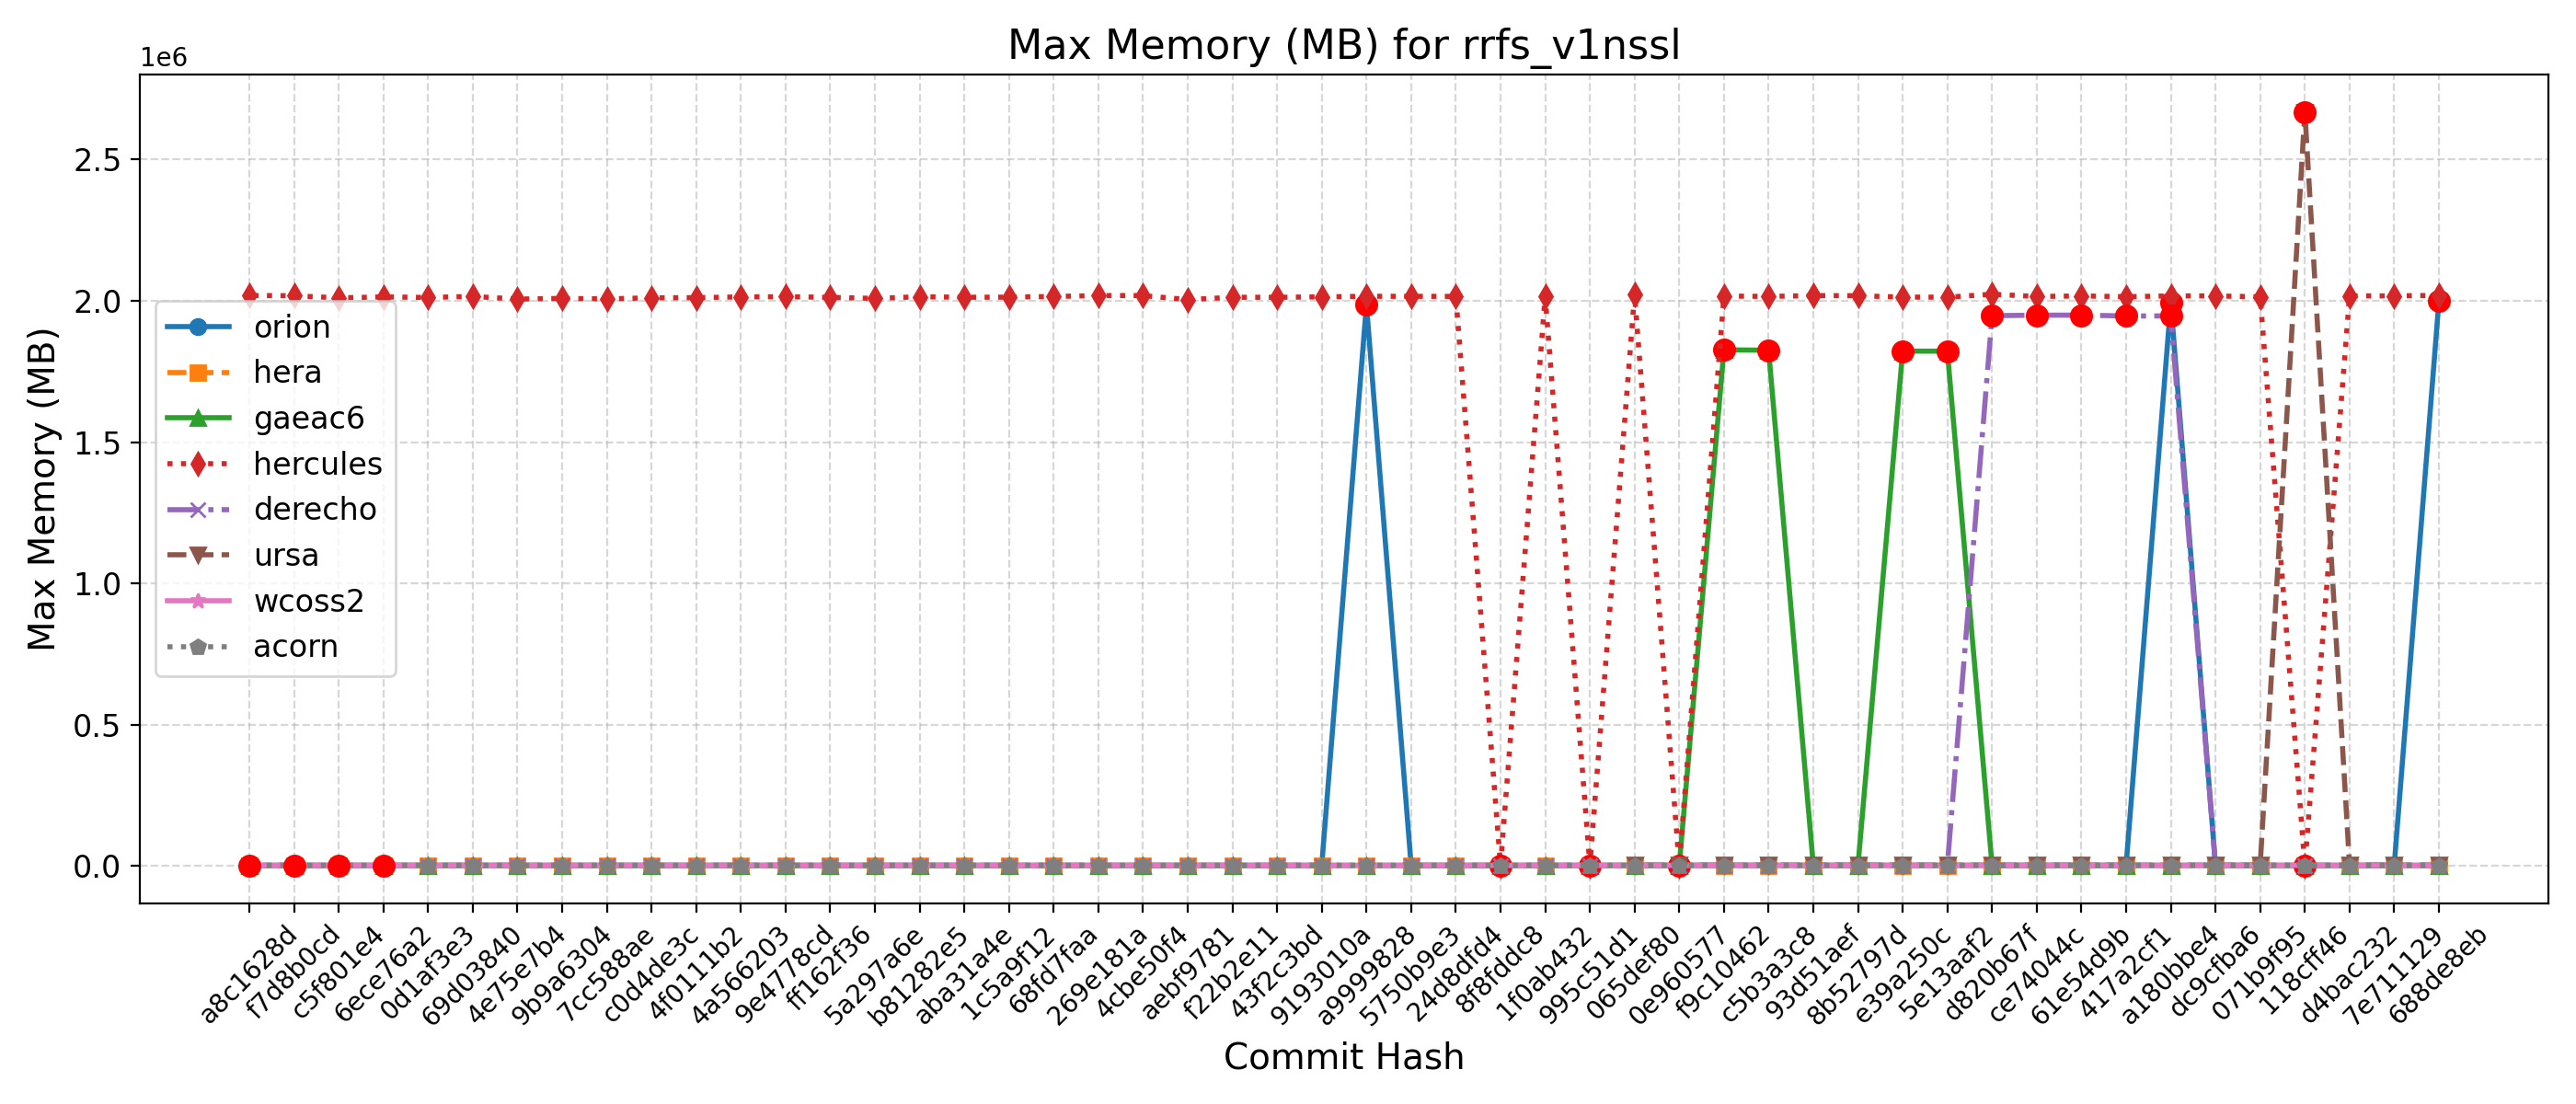 Max Memory (MB) for rrfs_v1nssl
1e6
2.5
2.0
1.5
1.0
0.5
0.0
Max Memory (MB)
orion
hera
gaeac6
hercules
derecho
ursa
wcoss2
acorn
a8c1628d
f7d8b0cd
c5f801e4
6ece76a2
0d1af3e3
69d03840
4e75e7b4
9b9a6304
7cc588ae
c0d4de3c
4f0111b2
4a566203
9e4778cd
ff162f36
5a297a6e
b81282e5
aba31a4e
1c5a9f12
68fd7faa
269e181a
4cbe50f4
aebf9781
f22b2e11
43f2c3bd
9193010a
a9999828
5750b9e3
24d8dfd4
8f8fddc8
1f0ab432
995c51d1
065def80
0e960577
f9c10462
c5b3a3c8
93d51aef
8b52797d
e39a250c
5e13aaf2
d820b67f
ce74044c
61e54d9b
417a2cf1
a180bbe4
dc9cfba6
071b9f95
118cff46
d4bac232
7e711129
688de8eb
Commit Hash